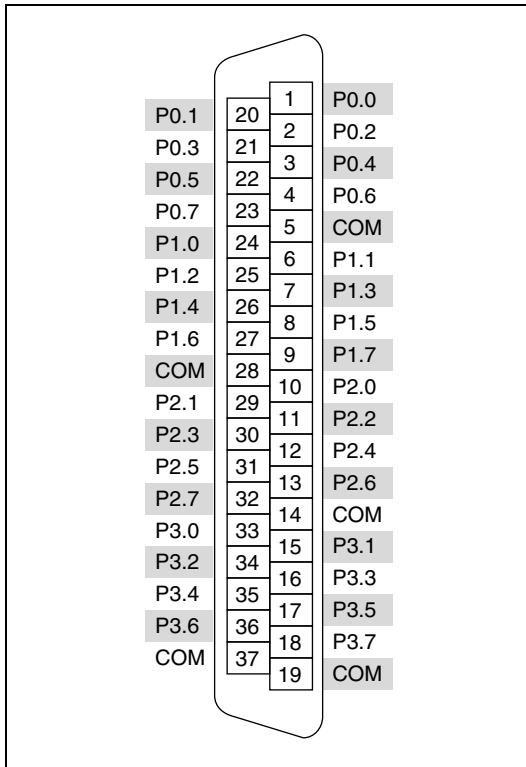 1 P0.0
P0.1 20
2 P0.2
P0.3 21
3 P0.4
P0.5 22
4 P0.6
P0.7 23
5 COM
P1.0 24
6 P1.1
P1.2 25
7 P1.3
P1.4 26
8 P1.5
P1.6 27
9 P1.7
COM 28
10 P2.0
P2.1 29
11 P2.2
P2.3 30
12 P2.4
P2.5 31
13 P2.6
P2.7 32
14 COM
P3.0 33
15 P3.1
P3.2 34
16 P3.3
P3.4 35
17 P3.5
P3.6 36
18 P3.7
COM 37
19 COM